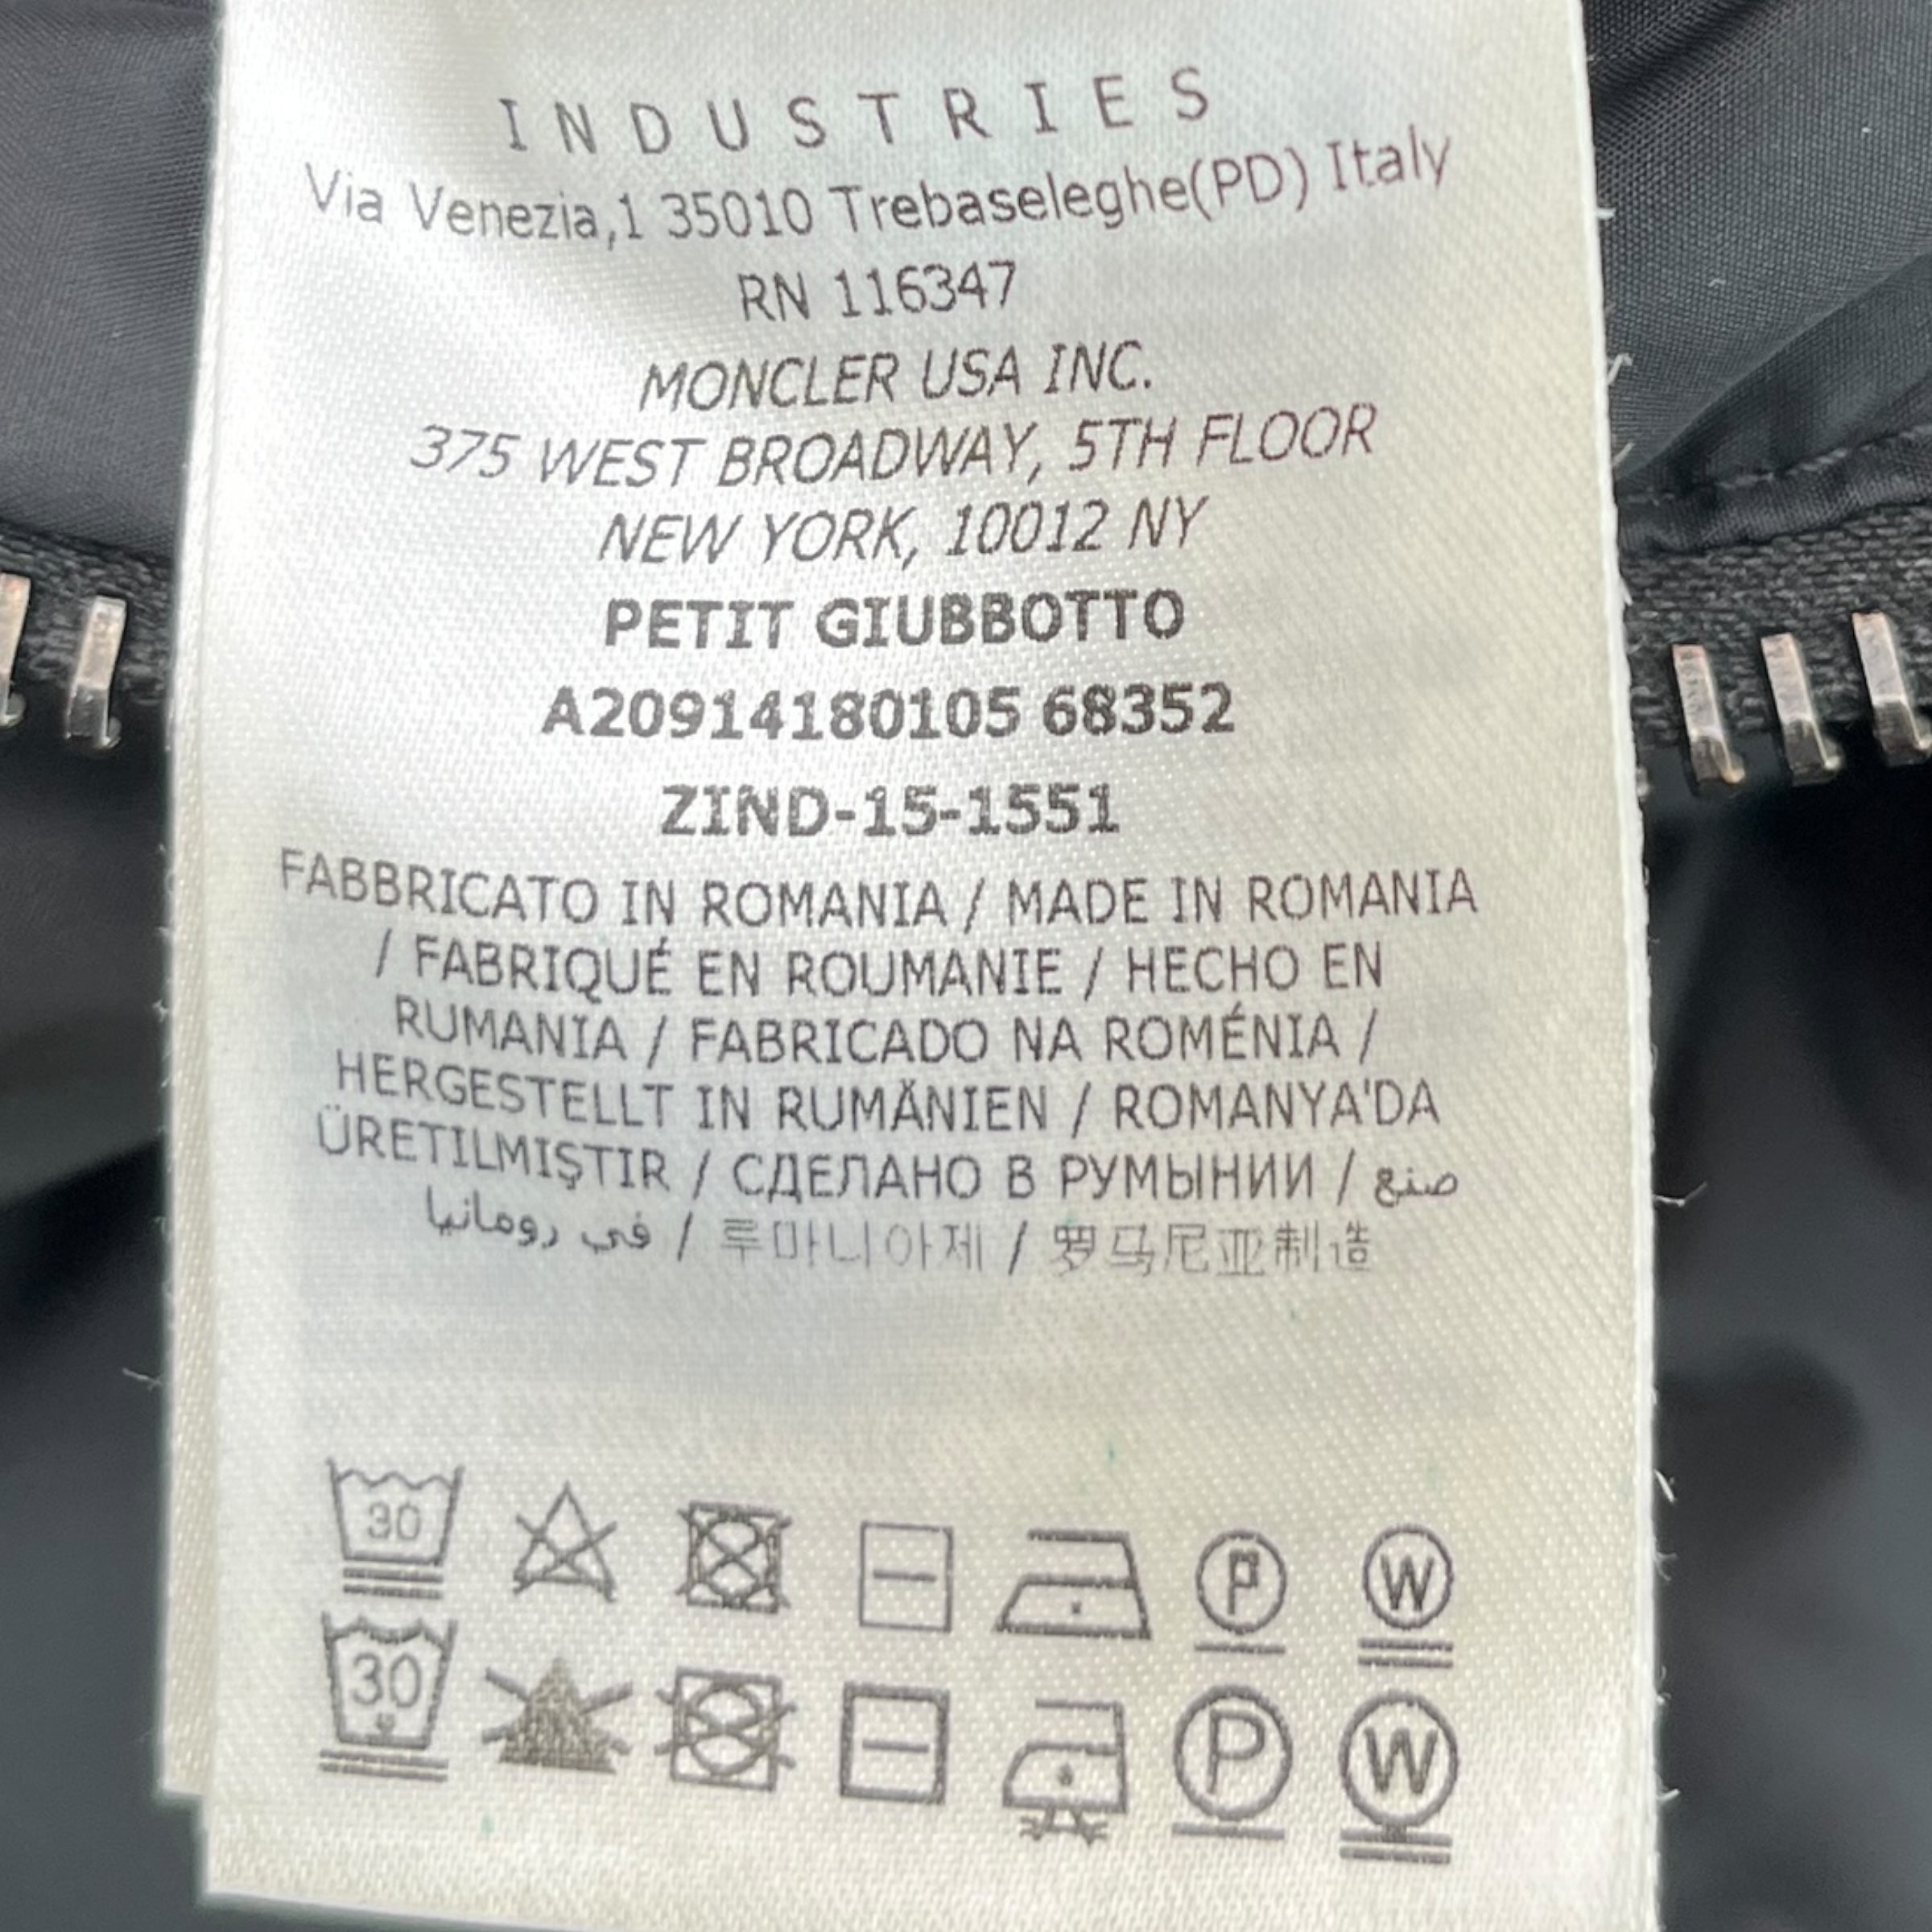 INDUSTRIES
Via Venezia,1 35010 Trebaseleghe(PD) Italy
RN 116347
MONCLER USA INC.
375 WEST BROADWAY, 5TH FLOOR
NEW YORK, 10012 NY
PETIT GIUBBOTTO
A20914180105 68352
ZIND-15-1551
FABBRICATO IN ROMANIA / MADE IN ROMANIA
/ FABRIQUÉ EN ROUMANIE / HECHO EN
RUMANIA / FABRICADO NA ROMÉNIA /
HERGESTELLT IN RUMÄNIEN / ROMANYA'DA
ÜRETILMIŞTIR / СДЕЛАНО В РУМЫНИИ / صنع
في رومانيا / 루마니아제 / 罗马尼亚制造
30 P W
30 P W